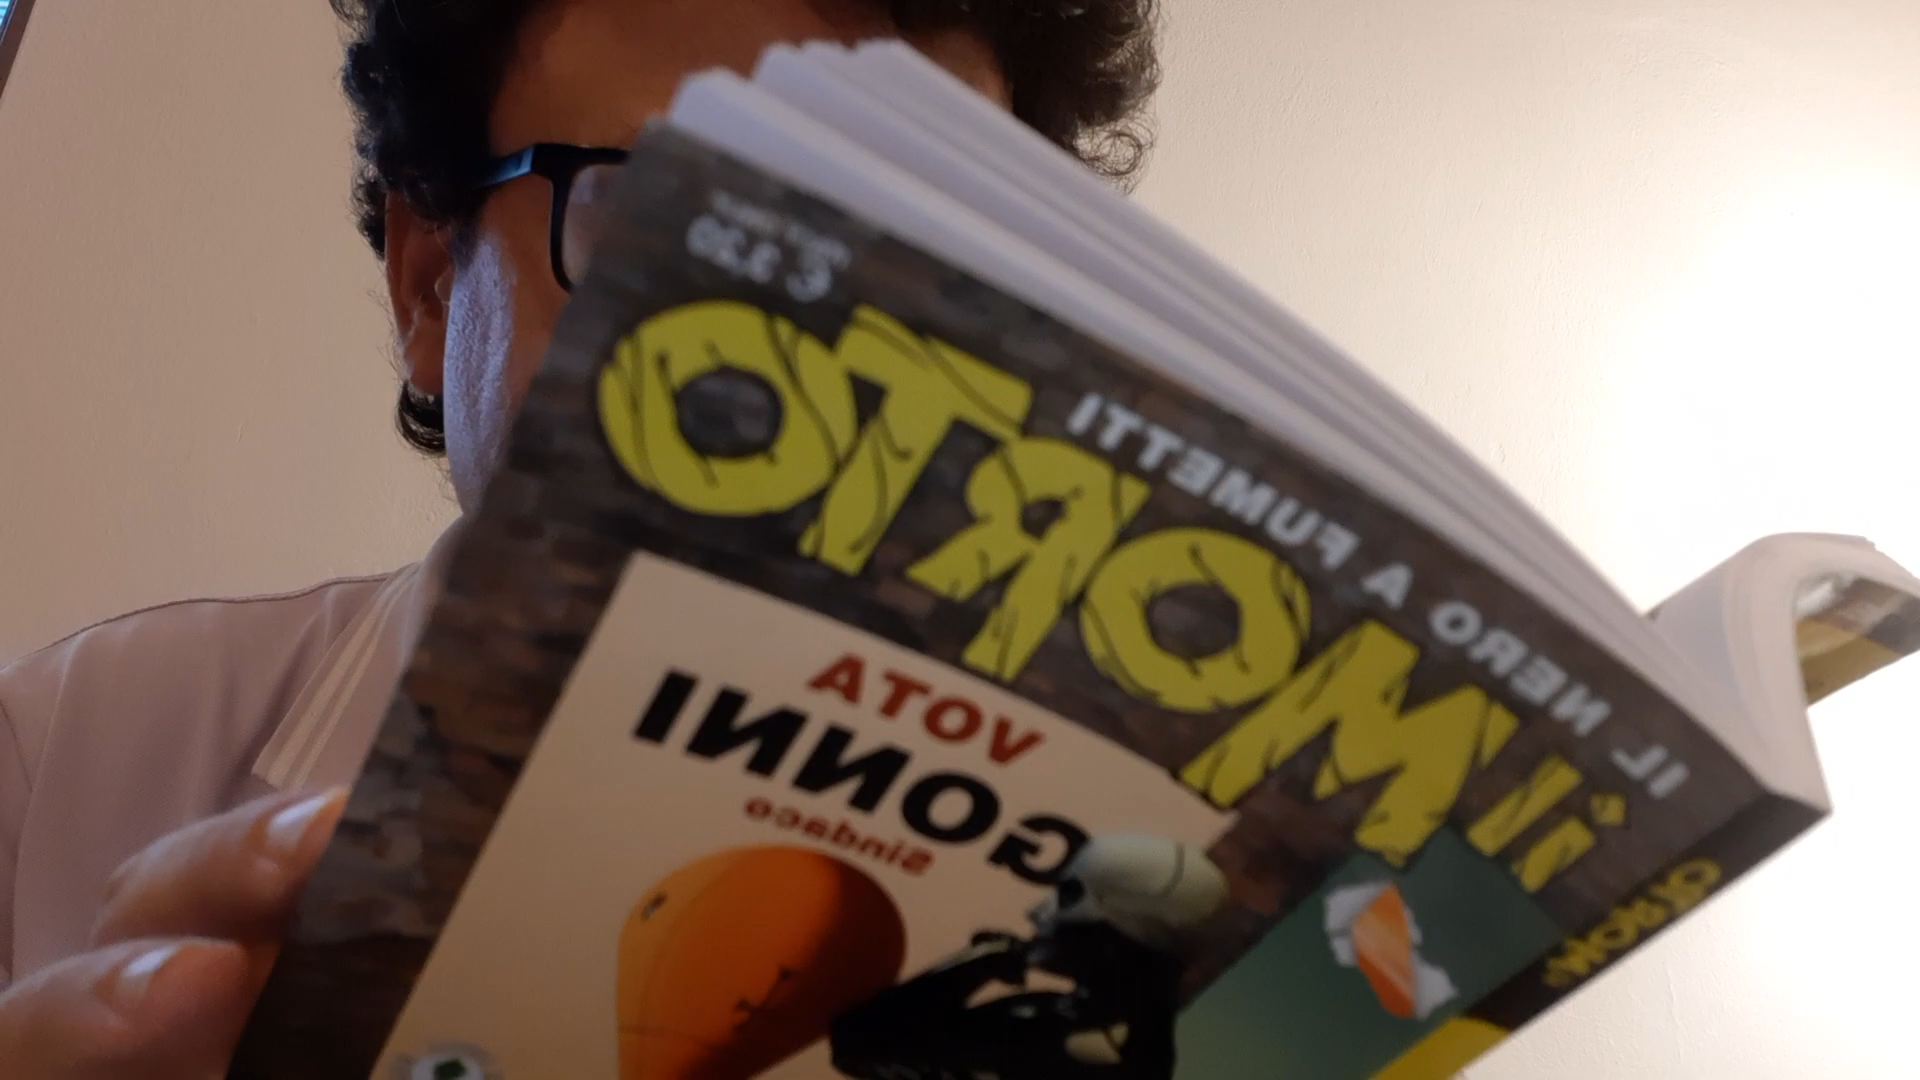 IL NERO A FUMETTI
iL MORTO
VOTA
GONNI
Sindaco